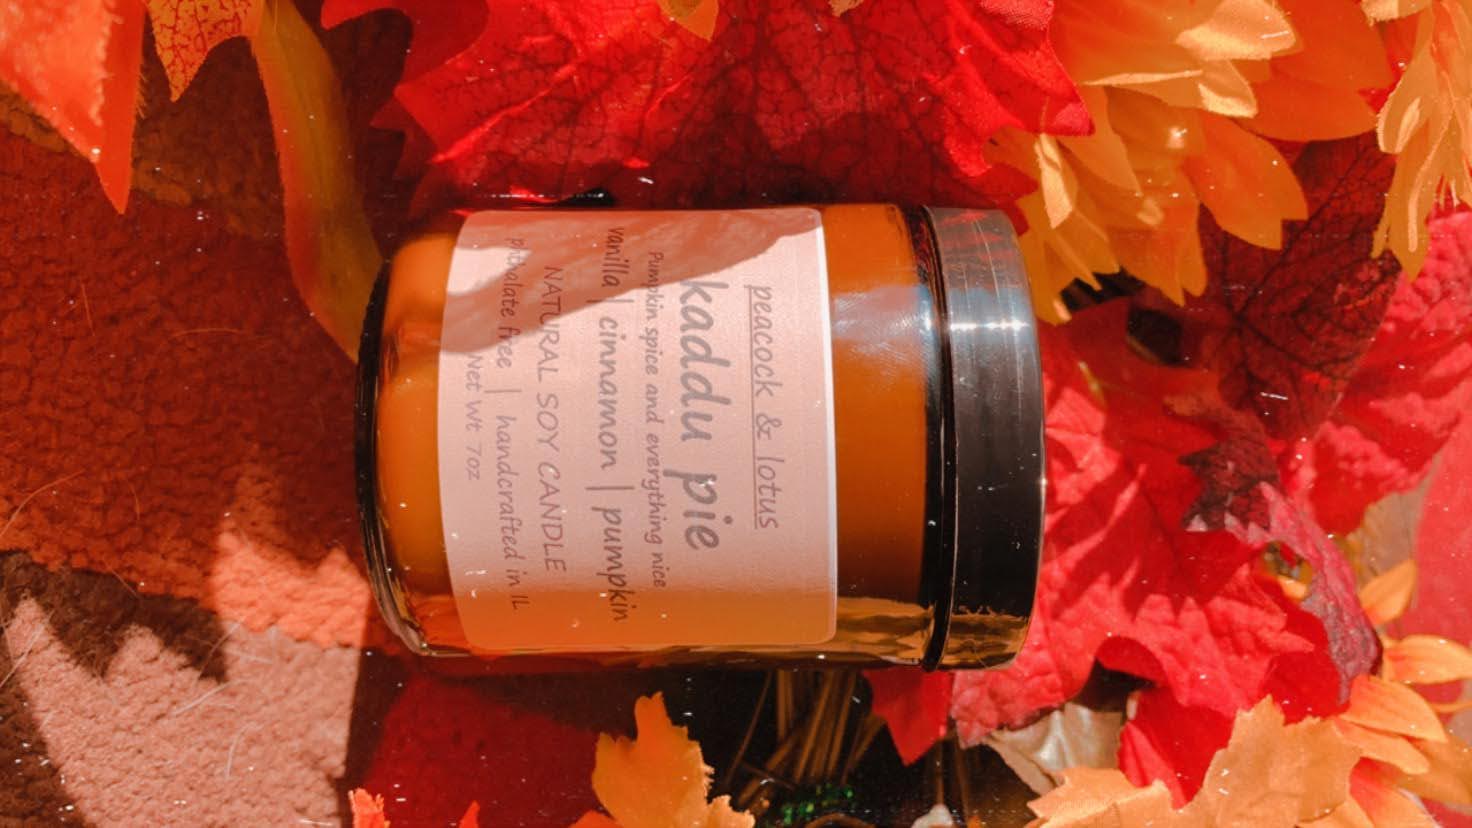 peacock & lotus
kaddu pie
Pumpkin spice and everything nice
vanilla | cinnamon | pumpkin
NATURAL SOY CANDLE
phthalate free | handcrafted in IL
Net Wt 7oz